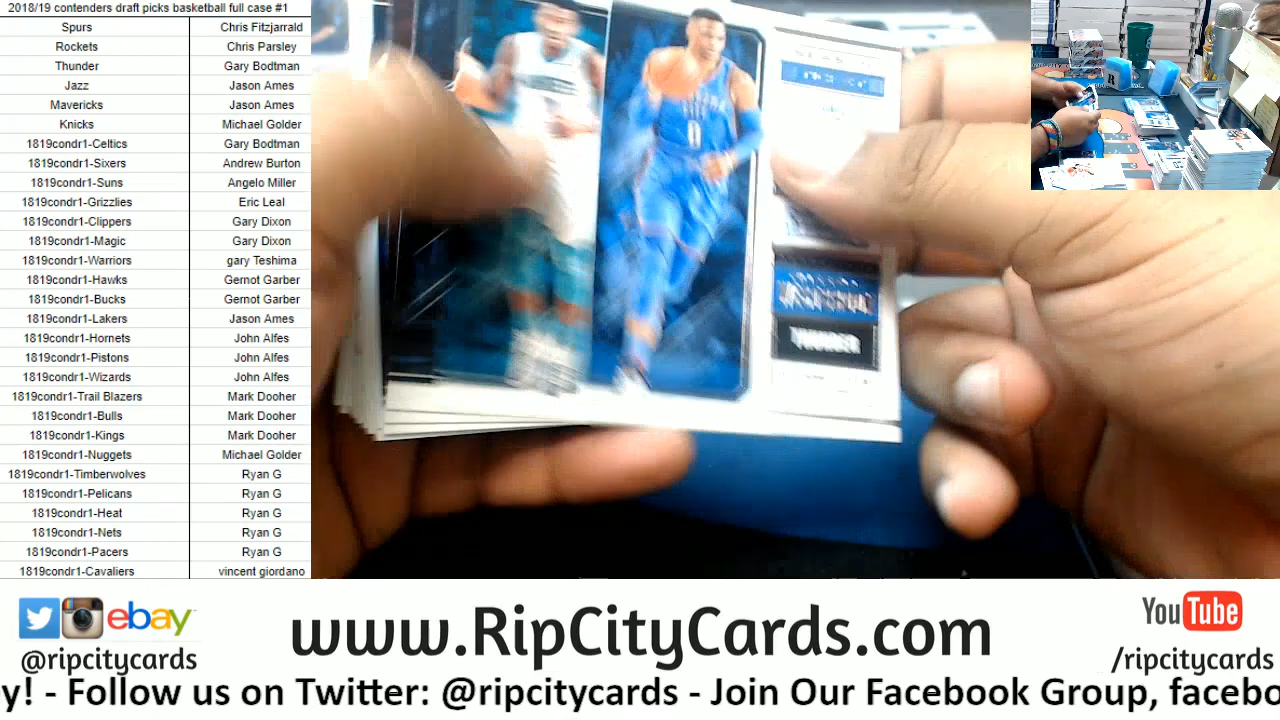 2018/19 contenders draft picks basketball full case #1
Spurs Chris Fitzjarrald
Rockets Chris Parsley
Thunder Gary Bodtman
Jazz Jason Ames
Mavericks Jason Ames
Knicks Michael Golder
1819condr1-Celtics Gary Bodtman
1819condr1-Sixers Andrew Burton
1819condr1-Suns Angelo Miller
1819condr1-Grizzlies Eric Leal
1819condr1-Clippers Gary Dixon
1819condr1-Magic Gary Dixon
1819condr1-Warriors gary Teshima
1819condr1-Hawks Gernot Garber
1819condr1-Bucks Gernot Garber
1819condr1-Lakers Jason Ames
1819condr1-Hornets John Alfes
1819condr1-Pistons John Alfes
1819condr1-Wizards John Alfes
1819condr1-Trail Blazers Mark Dooher
1819condr1-Bulls Mark Dooher
1819condr1-Kings Mark Dooher
1819condr1-Nuggets Michael Golder
1819condr1-Timberwolves Ryan G
1819condr1-Pelicans Ryan G
1819condr1-Heat Ryan G
1819condr1-Nets Ryan G
1819condr1-Pacers Ryan G
1819condr1-Cavaliers vincent giordano
0
THUNDER
R
ebay
@ripcitycards
www.RipCityCards.com
YouTube
/ripcitycards
y! - Follow us on Twitter: @ripcitycards - Join Our Facebook Group, facebo